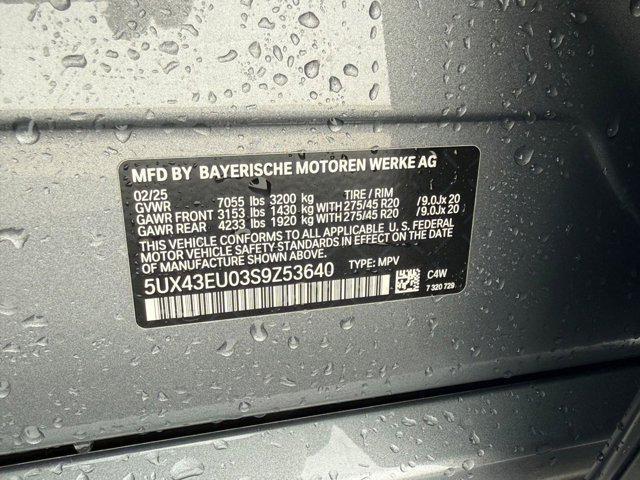 MFD BY BAYERISCHE MOTOREN WERKE AG
02/25 TIRE / RIM
GVWR 7055 lbs 3200 kg
GAWR FRONT 3153 lbs 1430 kg WITH 275/45 R20 /9.0Jx 20
GAWR REAR 4233 lbs 1920 kg WITH 275/45 R20 /9.0Jx 20
THIS VEHICLE CONFORMS TO ALL APPLICABLE U.S. FEDERAL
MOTOR VEHICLE SAFETY STANDARDS IN EFFECT ON THE DATE
OF MANUFACTURE SHOWN ABOVE.
5UX43EU03S9Z53640 TYPE: MPV
C4W
7 320 729